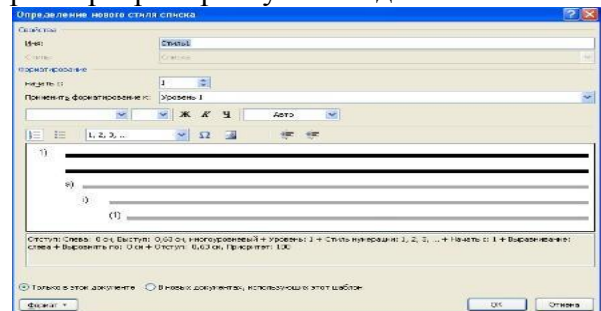 Определение нового стиля списка
Свойства
Имя: Стиль1
Стиль: Списка
Форматирование
начать с: 1
Применить форматирование к: Уровень 1
Ж К Ч Авто
1, 2, 3, ... Ω
1)
a)
i)
(1)
Отступ: Слева: 0 см, Выступ: 0,63 см, многоуровневый + Уровень: 1 + Стиль нумерации: 1, 2, 3, ... + Начать с: 1 + Выравнивание:
слева + Выровнять по: 0 см + Отступ: 0,63 см, Приоритет: 100
Только в этом документе В новых документах, использующих этот шаблон
Формат ОК Отмена